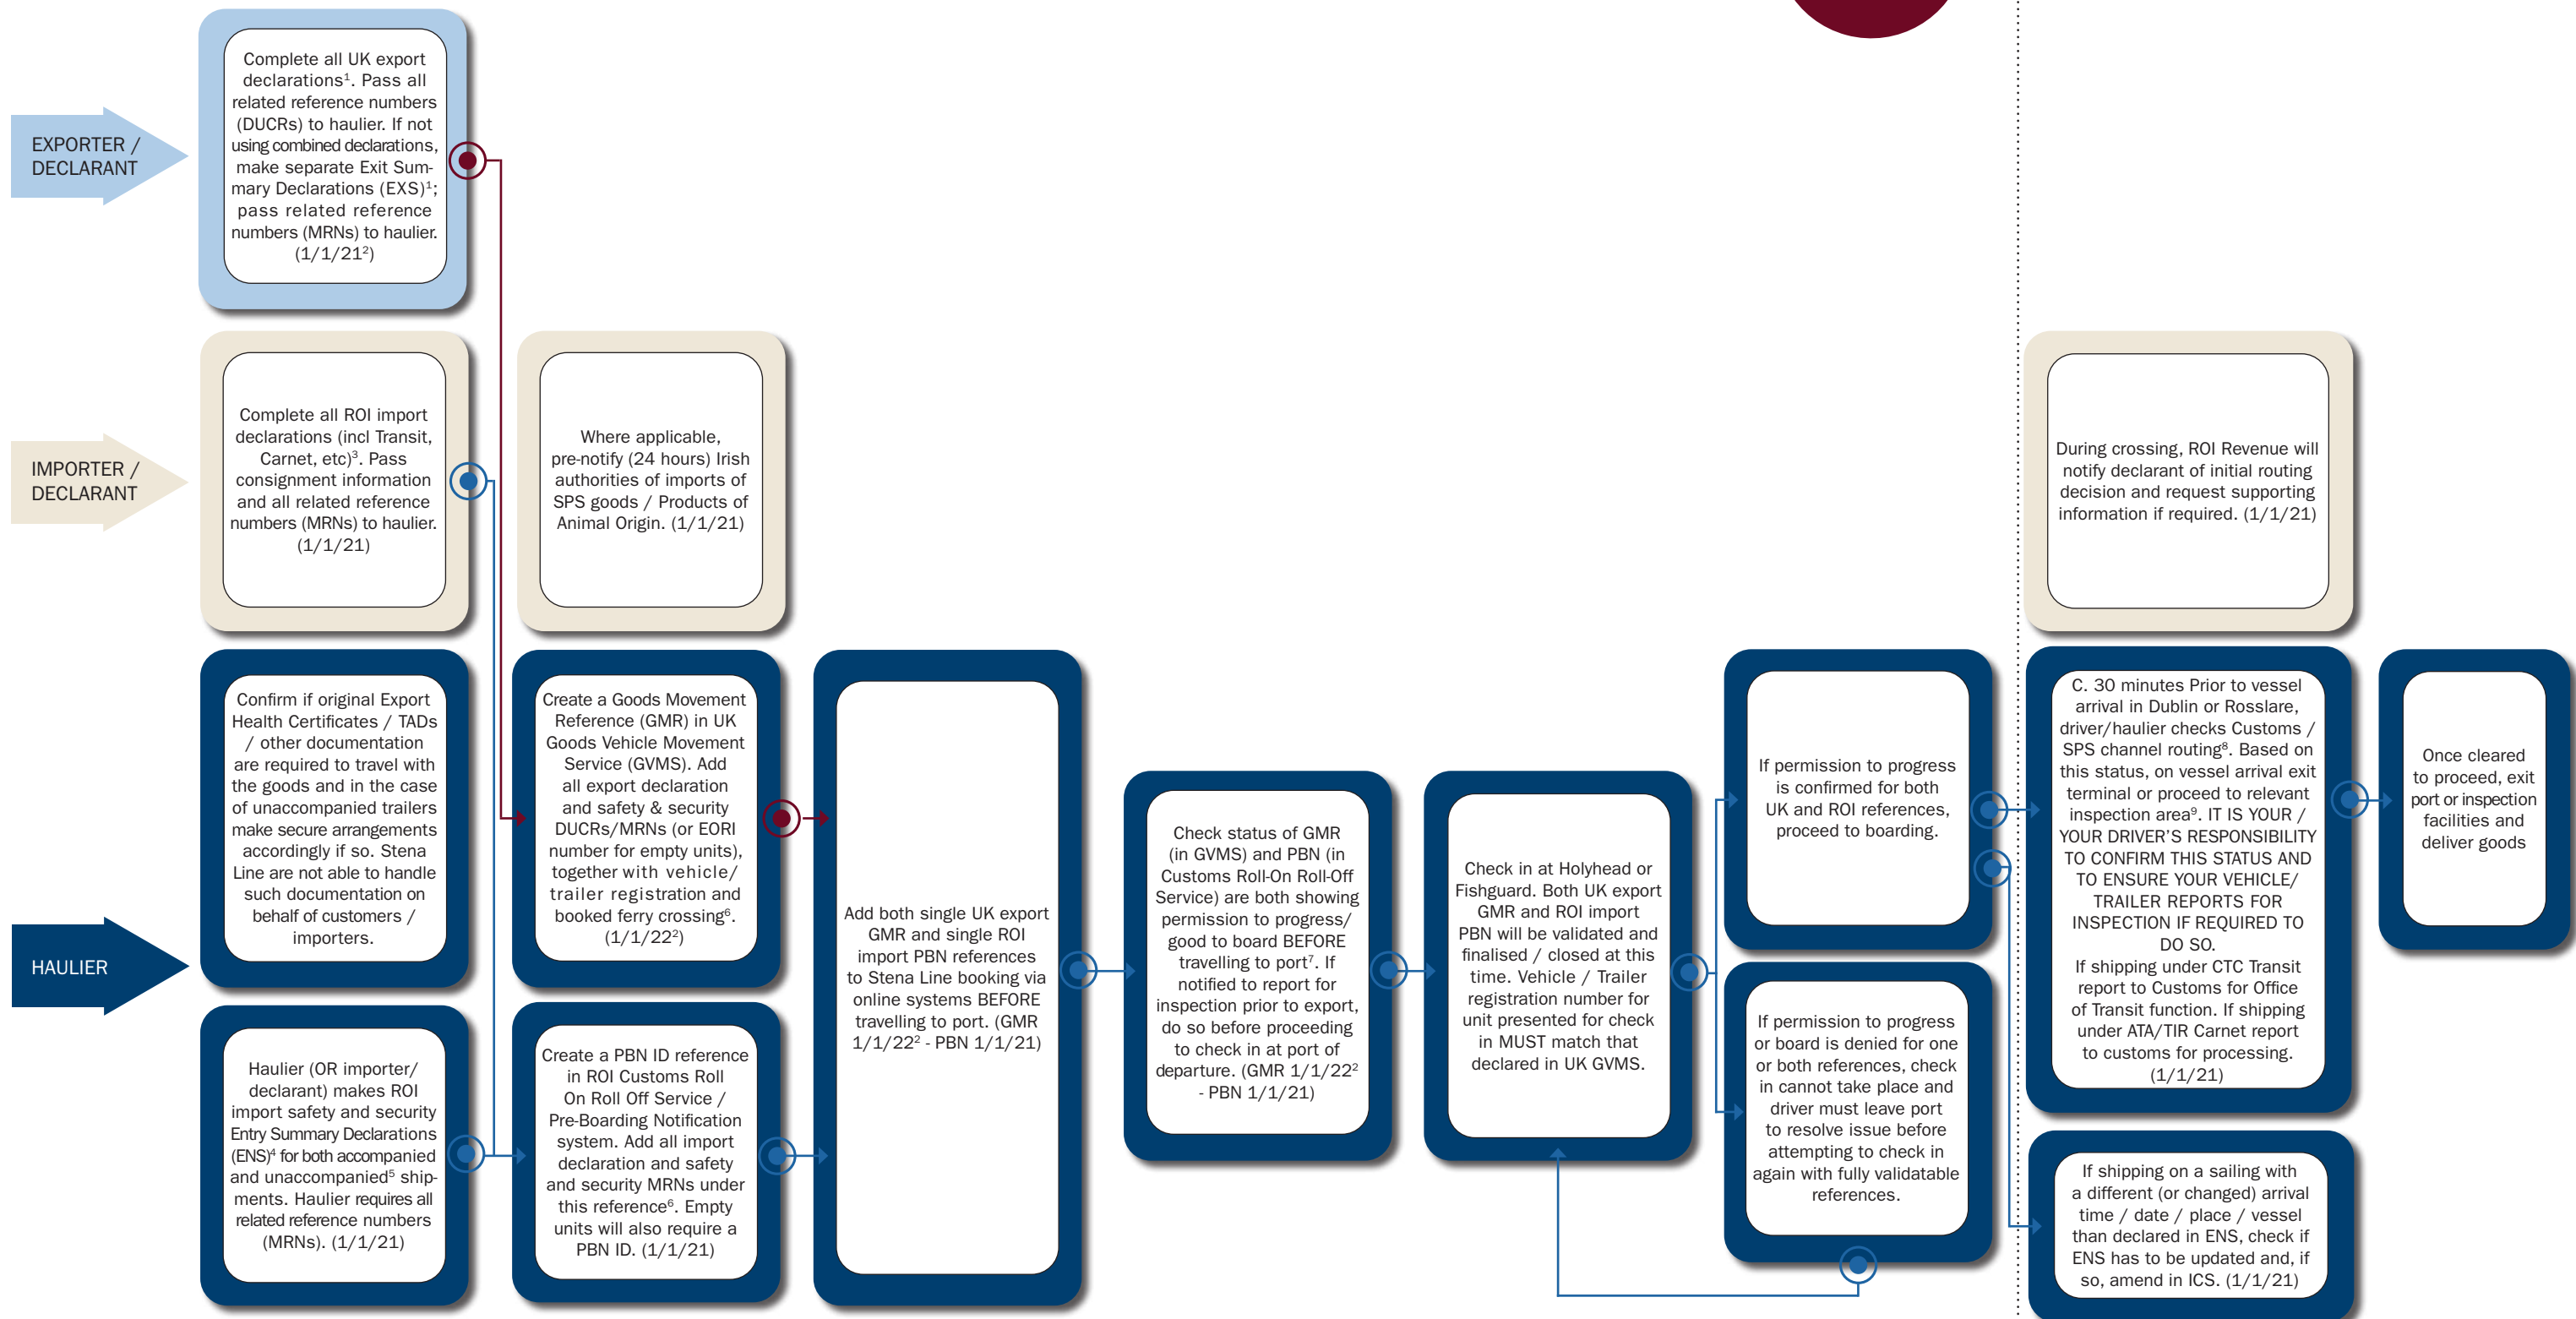 EXPORTER /
DECLARANT
Complete all UK export
declarations¹. Pass all
related reference numbers
(DUCRs) to haulier. If not
using combined declarations,
make separate Exit Sum-
mary Declarations (EXS)¹;
pass related reference
numbers (MRNs) to haulier.
(1/1/21²)
IMPORTER /
DECLARANT
Complete all ROI import
declarations (incl Transit,
Carnet, etc)³. Pass
consignment information
and all related reference
numbers (MRNs) to haulier.
(1/1/21)
Where applicable,
pre-notify (24 hours) Irish
authorities of imports of
SPS goods / Products of
Animal Origin. (1/1/21)
During crossing, ROI Revenue will
notify declarant of initial routing
decision and request supporting
information if required. (1/1/21)
HAULIER
Confirm if original Export
Health Certificates / TADs
/ other documentation
are required to travel with
the goods and in the case
of unaccompanied trailers
make secure arrangements
accordingly if so. Stena
Line are not able to handle
such documentation on
behalf of customers /
importers.
Haulier (OR importer/
declarant) makes ROI
import safety and security
Entry Summary Declarations
(ENS)⁴ for both accompanied
and unaccompanied⁵ ship-
ments. Haulier requires all
related reference numbers
(MRNs). (1/1/21)
Create a Goods Movement
Reference (GMR) in UK
Goods Vehicle Movement
Service (GVMS). Add
all export declaration
and safety & security
DUCRs/MRNs (or EORI
number for empty units),
together with vehicle/
trailer registration and
booked ferry crossing⁶.
(1/1/22²)
Create a PBN ID reference
in ROI Customs Roll
On Roll Off Service /
Pre-Boarding Notification
system. Add all import
declaration and safety
and security MRNs under
this reference⁶. Empty
units will also require a
PBN ID. (1/1/21)
Add both single UK export
GMR and single ROI
import PBN references
to Stena Line booking via
online systems BEFORE
travelling to port. (GMR
1/1/22² - PBN 1/1/21)
Check status of GMR
(in GVMS) and PBN (in
Customs Roll-On Roll-Off
Service) are both showing
permission to progress/
good to board BEFORE
travelling to port⁷. If
notified to report for
inspection prior to export,
do so before proceeding
to check in at port of
departure. (GMR 1/1/22²
- PBN 1/1/21)
Check in at Holyhead or
Fishguard. Both UK export
GMR and ROI import
PBN will be validated and
finalised / closed at this
time. Vehicle / Trailer
registration number for
unit presented for check
in MUST match that
declared in UK GVMS.
If permission to progress
is confirmed for both
UK and ROI references,
proceed to boarding.
If permission to progress
or board is denied for one
or both references, check
in cannot take place and
driver must leave port
to resolve issue before
attempting to check in
again with fully validatable
references.
C. 30 minutes Prior to vessel
arrival in Dublin or Rosslare,
driver/haulier checks Customs /
SPS channel routing⁸. Based on
this status, on vessel arrival exit
terminal or proceed to relevant
inspection area⁹. IT IS YOUR /
YOUR DRIVER'S RESPONSIBILITY
TO CONFIRM THIS STATUS AND
TO ENSURE YOUR VEHICLE/
TRAILER REPORTS FOR
INSPECTION IF REQUIRED TO
DO SO.
If shipping under CTC Transit
report to Customs for Office
of Transit function. If shipping
under ATA/TIR Carnet report
to customs for processing.
(1/1/21)
If shipping on a sailing with
a different (or changed) arrival
time / date / place / vessel
than declared in ENS, check if
ENS has to be updated and, if
so, amend in ICS. (1/1/21)
Once cleared
to proceed, exit
port or inspection
facilities and
deliver goods